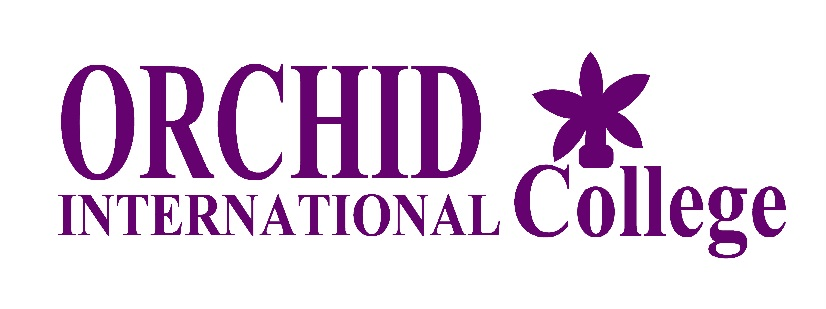 ORCHID
INTERNATIONAL College